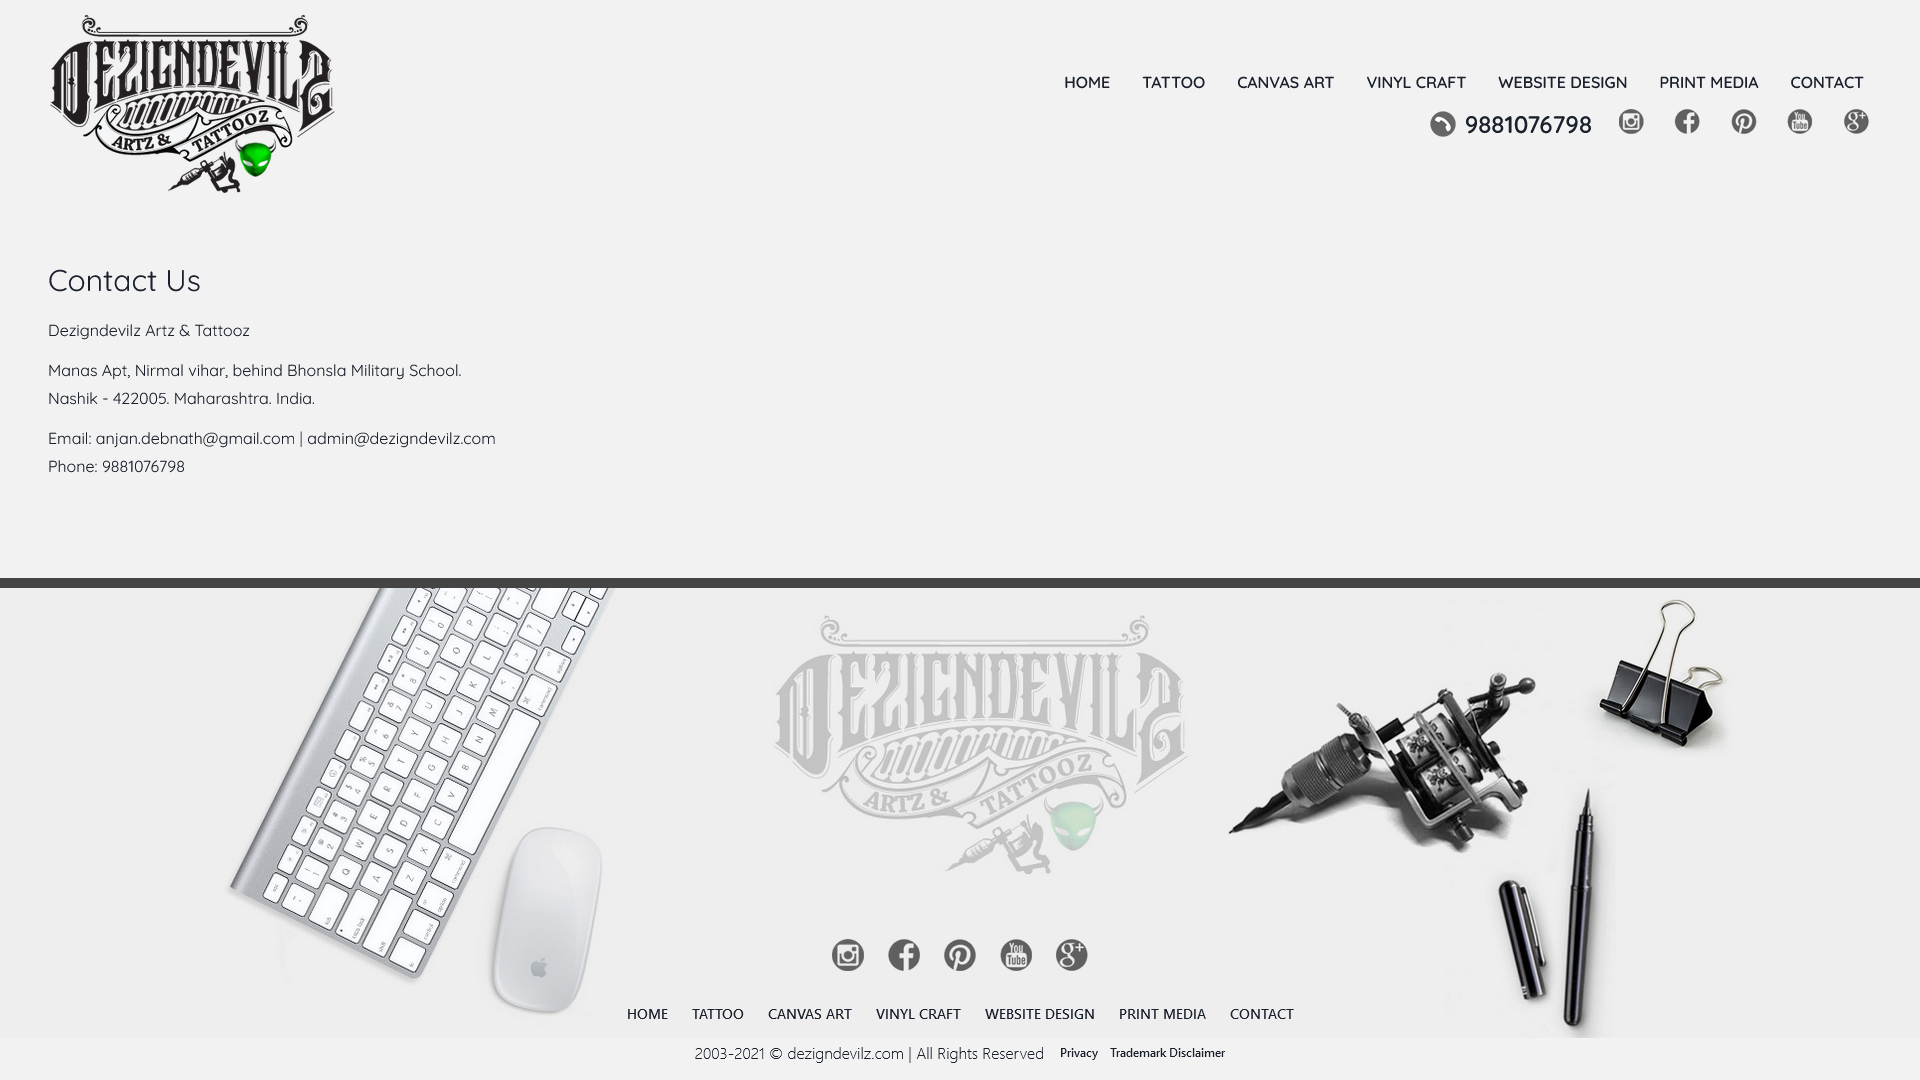 DEZIGNDEVILZ
ARTZ & TATTOOZ
HOME TATTOO CANVAS ART VINYL CRAFT WEBSITE DESIGN PRINT MEDIA CONTACT
9881076798
Contact Us
Dezigndevilz Artz & Tattooz
Manas Apt, Nirmal vihar, behind Bhonsla Military School.
Nashik - 422005. Maharashtra. India.
Email: anjan.debnath@gmail.com | admin@dezigndevilz.com
Phone: 9881076798
DEZIGNDEVILZ
ARTZ & TATTOOZ
HOME TATTOO CANVAS ART VINYL CRAFT WEBSITE DESIGN PRINT MEDIA CONTACT
2003-2021 © dezigndevilz.com | All Rights Reserved Privacy Trademark Disclaimer